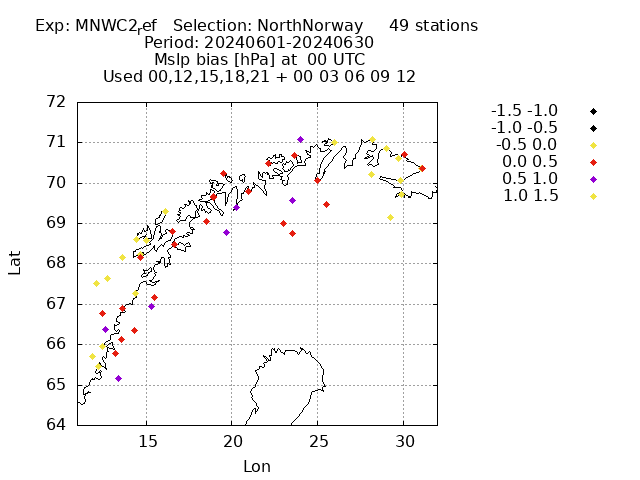 Exp: MNWC2ref   Selection: NorthNorway     49 stations
Period: 20240601-20240630
Mslp bias [hPa] at  00 UTC
Used 00,12,15,18,21 + 00 03 06 09 12
-1.5 -1.0
-1.0 -0.5
-0.5 0.0
0.0 0.5
0.5 1.0
1.0 1.5
72
71
70
69
68
67
66
65
64
Lat
15 20 25 30
Lon